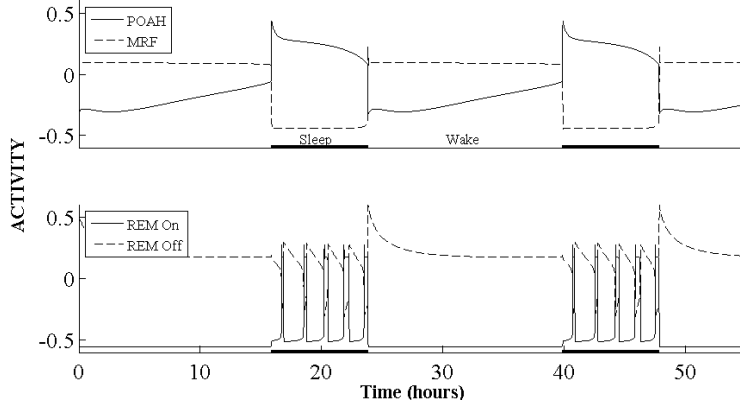 0.5
POAH
MRF
0
-0.5
Sleep
Wake
ACTIVITY
0.5
REM On
REM Off
0
-0.5
0 10 20 30 40 50
Time (hours)